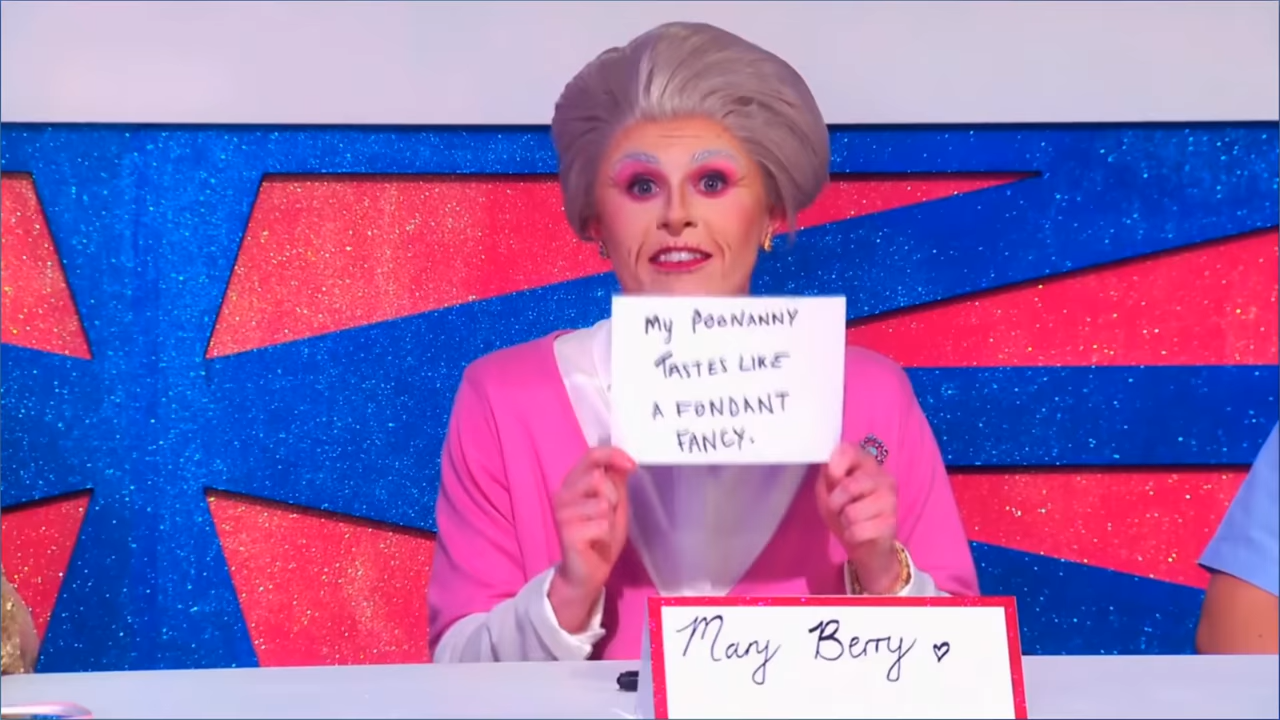 My POONANNY
TASTES LIKE
A FONDANT
FANCY.
Mary Berry ♡